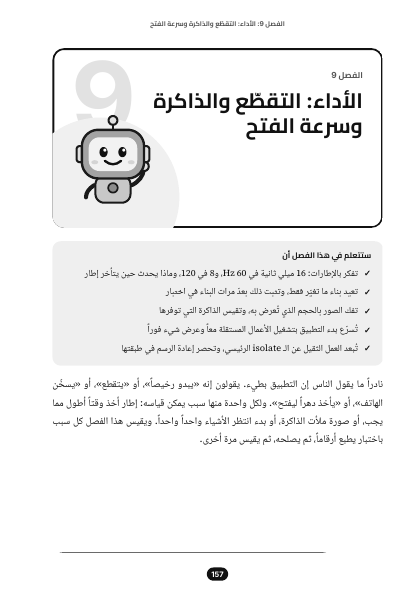 الفصل 9: الأداء: التقطّع والذاكرة وسرعة الفتح
9
الفصل 9
الأداء: التقطّع والذاكرة
وسرعة الفتح
ستتعلم في هذا الفصل أن
✓ تفكر بالإطارات: 16 ميلي ثانية في 60 Hz، و8 في 120، وماذا يحدث حين يتأخر إطار
✓ تعيد بناء ما تغيّر فقط، وتثبت ذلك بعدّ مرات البناء في اختبار
✓ تفك الصور بالحجم الذي تُعرض به، وتقيس الذاكرة التي توفرها
✓ تُسرّع بدء التطبيق بتشغيل الأعمال المستقلة معاً وعرض شيء فوراً
✓ تُبعد العمل الثقيل عن الـ isolate الرئيسي، وتحصر إعادة الرسم في طبقتها
نادراً ما يقول الناس إن التطبيق بطيء. يقولون إنه «يبدو رخيصاً»، أو «يتقطع»، أو «يسخّن
الهاتف»، أو «يأخذ دهراً ليفتح». ولكل واحدة منها سبب يمكن قياسه: إطار أخذ وقتاً أطول مما
يجب، أو صورة ملأت الذاكرة، أو بدء انتظر الأشياء واحداً واحداً. ويقيس هذا الفصل كل سبب
باختبار يطبع أرقاماً، ثم يصلحه، ثم يقيس مرة أخرى.
157